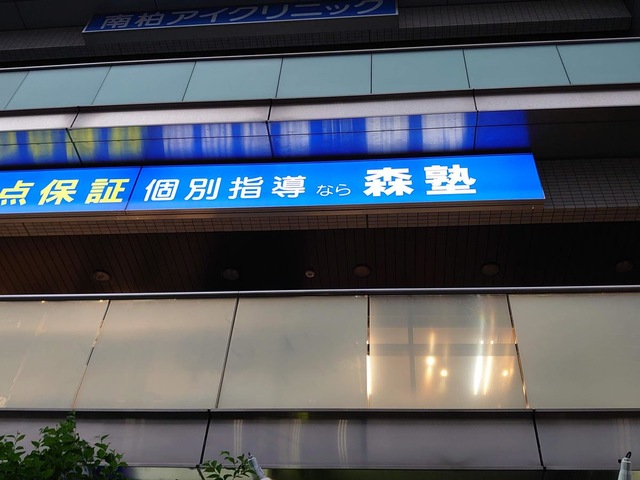 南柏アイクリニック
点保証 個別指導 なら 森塾